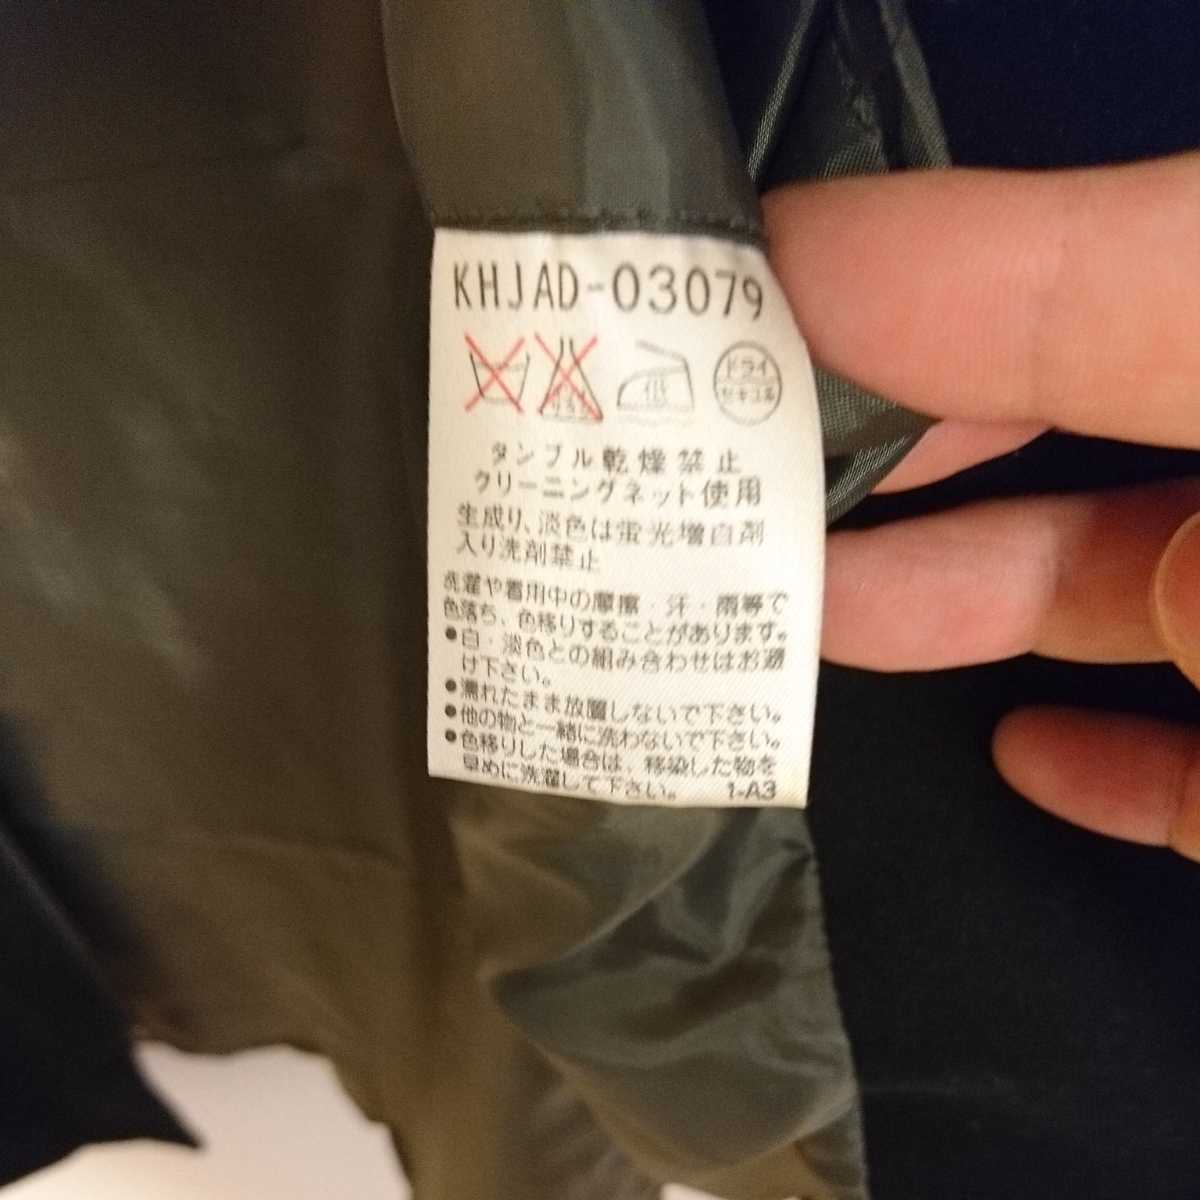 KHJAD-03079
エンソサラシ
低
ドライ
セキユ系
タンブル乾燥禁止
クリーニングネット使用
生成り、淡色は蛍光増白剤
入り洗剤禁止
洗濯や着用中の摩擦・汗・雨等で
色落ち、色移りすることがあります。
●白・淡色との組み合わせはお避
け下さい。
●濡れたまま放置しないで下さい。
●他の物と一緒に洗わないで下さい。
●色移りした場合は、移染した物を
早めに洗濯して下さい。 1-A3